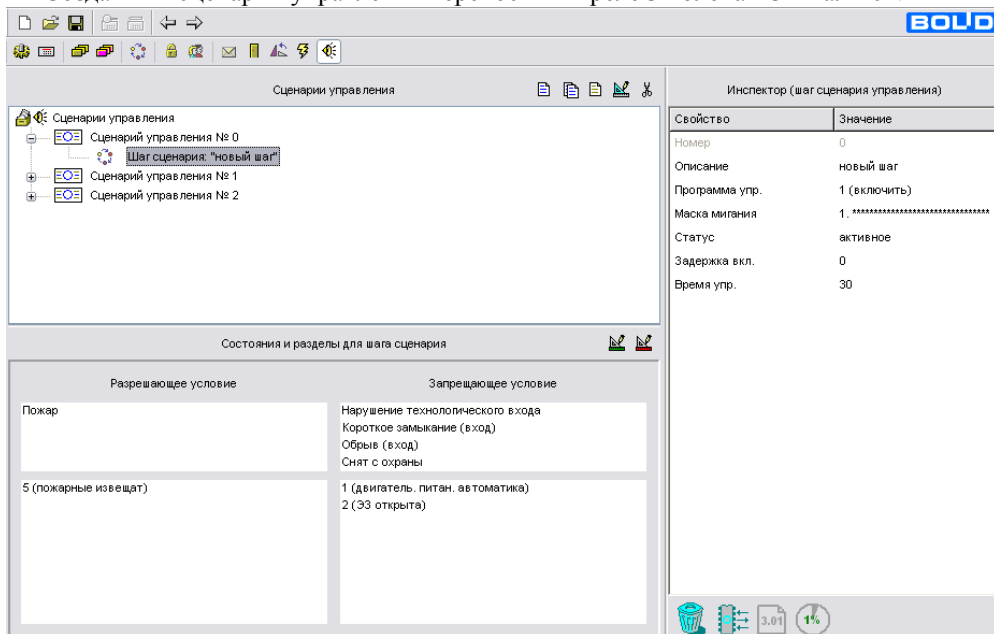 BOLID
Сценарии управления
Сценарии управления
Сценарий управления № 0
Шаг сценария: "новый шаг"
Сценарий управления № 1
Сценарий управления № 2
Состояния и разделы для шага сценария
Разрешающее условие
Запрещающее условие
Пожар
Нарушение технологического входа
Короткое замыкание (вход)
Обрыв (вход)
Снят с охраны
5 (пожарные извещат)
1 (двигатель. питан. автоматика)
2 (ЭЗ открыта)
Инспектор (шаг сценария управления)
Свойство Значение
Номер 0
Описание новый шаг
Программа упр. 1 (включить)
Маска мигания 1. ********************************
Статус активное
Задержка вкл. 0
Время упр. 30
3.01
1%